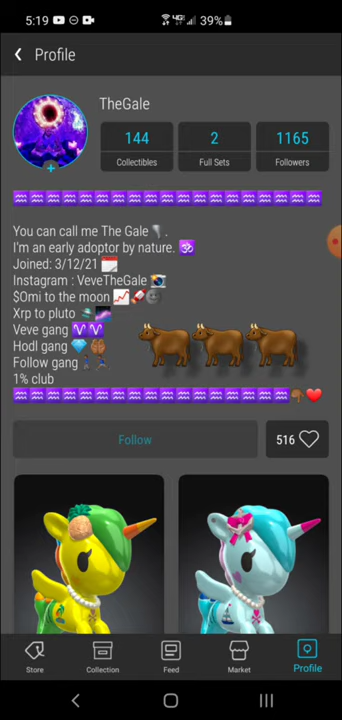 5:19
4G
39%
Profile
TheGale
144
Collectibles
2
Full Sets
1165
Followers
♒♒♒♒♒♒♒♒♒♒♒♒♒♒♒♒♒♒♒
You can call me The Gale 🌪️.
I'm an early adoptor by nature. 🕉️
Joined: 3/12/21 📅
Instagram : VeveTheGale 📸
$Omi to the moon 📈🚀🌚
Xrp to pluto 🛸🌌
Veve gang ♈♈
Hodl gang 💎🤲🏾
Follow gang 🚶🚶
1% club
♒♒♒♒♒♒♒♒♒♒♒♒♒♒♒♒♒👇🏾❤️
Follow
516
Store
Collection
Feed
Market
Profile